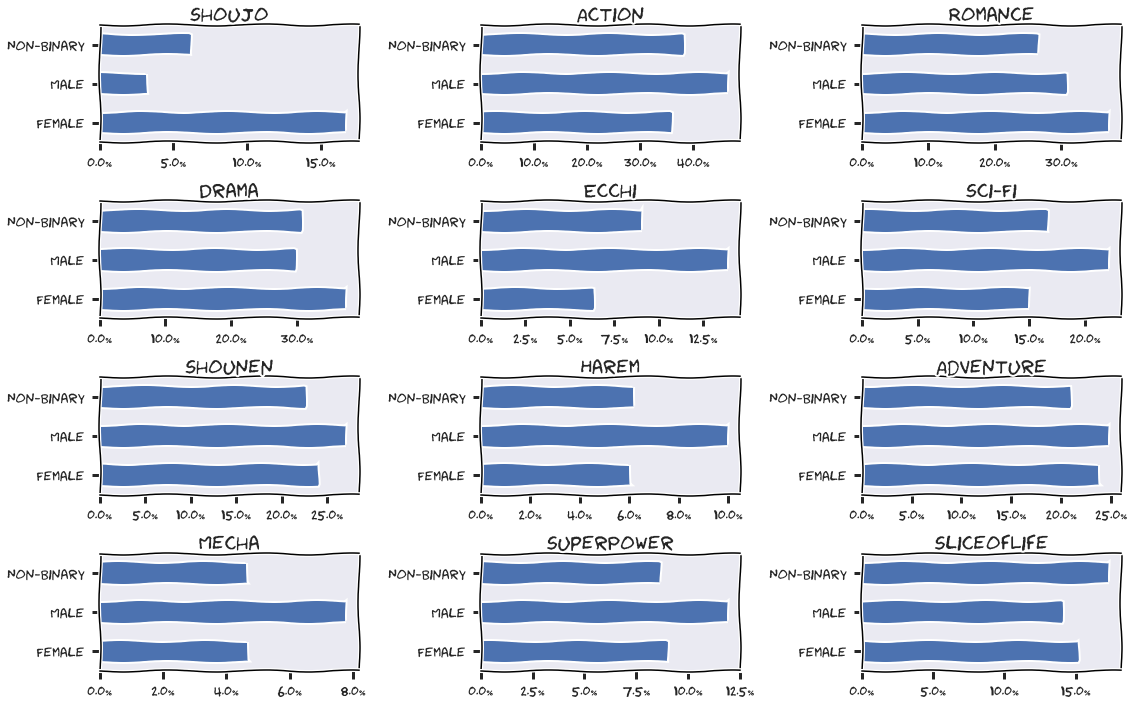 SHOUJO
NON-BINARY
MALE
FEMALE
0.0% 5.0% 10.0% 15.0%
ACTION
NON-BINARY
MALE
FEMALE
0.0% 10.0% 20.0% 30.0% 40.0%
ROMANCE
NON-BINARY
MALE
FEMALE
0.0% 10.0% 20.0% 30.0%
DRAMA
NON-BINARY
MALE
FEMALE
0.0% 10.0% 20.0% 30.0%
ECCHI
NON-BINARY
MALE
FEMALE
0.0% 2.5% 5.0% 7.5% 10.0% 12.5%
SCI-FI
NON-BINARY
MALE
FEMALE
0.0% 5.0% 10.0% 15.0% 20.0%
SHOUNEN
NON-BINARY
MALE
FEMALE
0.0% 5.0% 10.0% 15.0% 20.0% 25.0%
HAREM
NON-BINARY
MALE
FEMALE
0.0% 2.0% 4.0% 6.0% 8.0% 10.0%
ADVENTURE
NON-BINARY
MALE
FEMALE
0.0% 5.0% 10.0% 15.0% 20.0% 25.0%
MECHA
NON-BINARY
MALE
FEMALE
0.0% 2.0% 4.0% 6.0% 8.0%
SUPERPOWER
NON-BINARY
MALE
FEMALE
0.0% 2.5% 5.0% 7.5% 10.0% 12.5%
SLICEOFLIFE
NON-BINARY
MALE
FEMALE
0.0% 5.0% 10.0% 15.0%